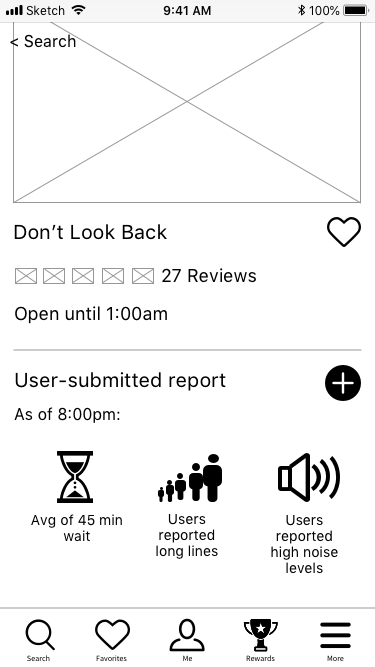 Sketch 9:41 AM 100%
< Search
Don’t Look Back
27 Reviews
Open until 1:00am
User-submitted report
As of 8:00pm:
Avg of 45 min
wait
Users
reported
long lines
Users
reported
high noise
levels
Search Favorites Me Rewards More